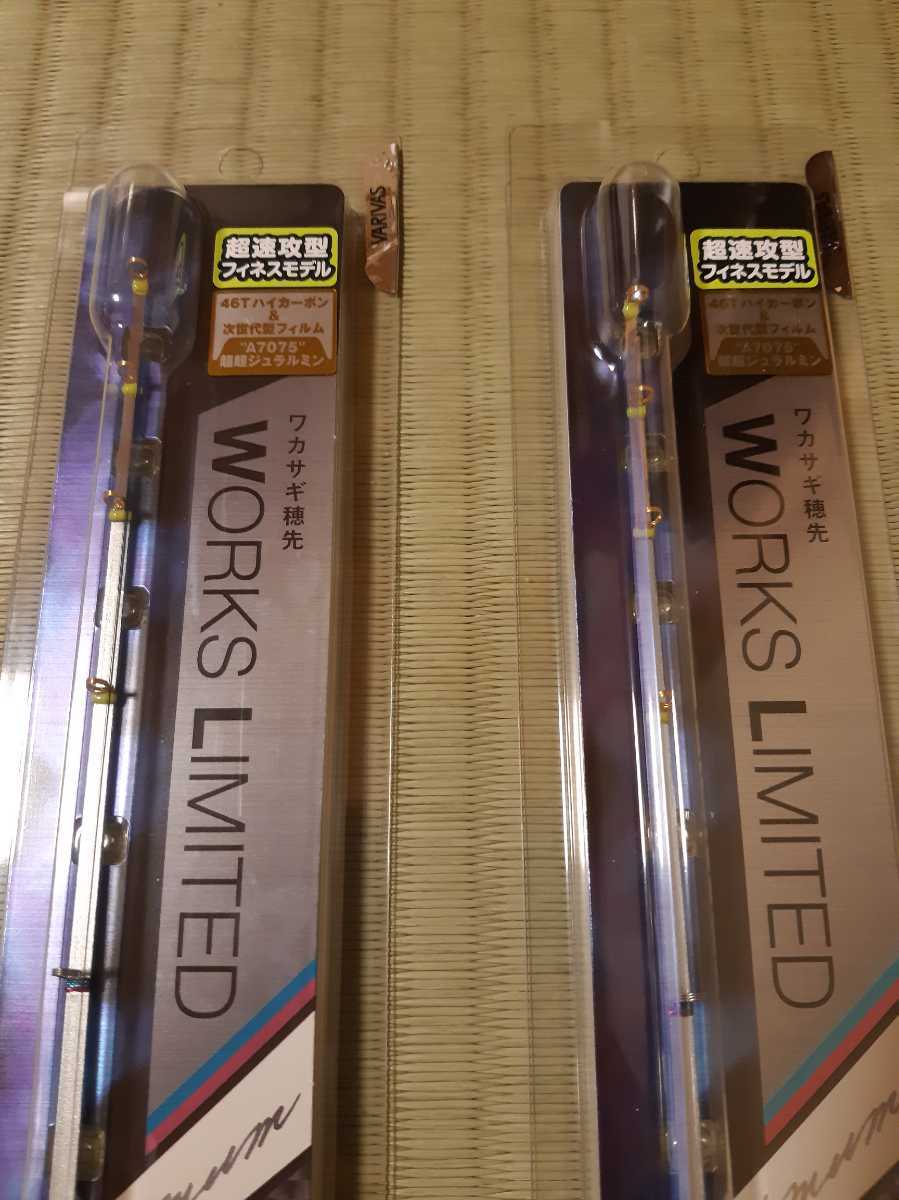 VARIVAS
超速攻型
フィネスモデル
46Tハイカーボン
&
次世代型フィルム
"A7075"
超超ジュラルミン
ワカサギ穂先
WORKS LIMITED
超速攻型
フィネスモデル
46Tハイカーボン
&
次世代型フィルム
"A7075"
超超ジュラルミン
ワカサギ穂先
WORKS LIMITED